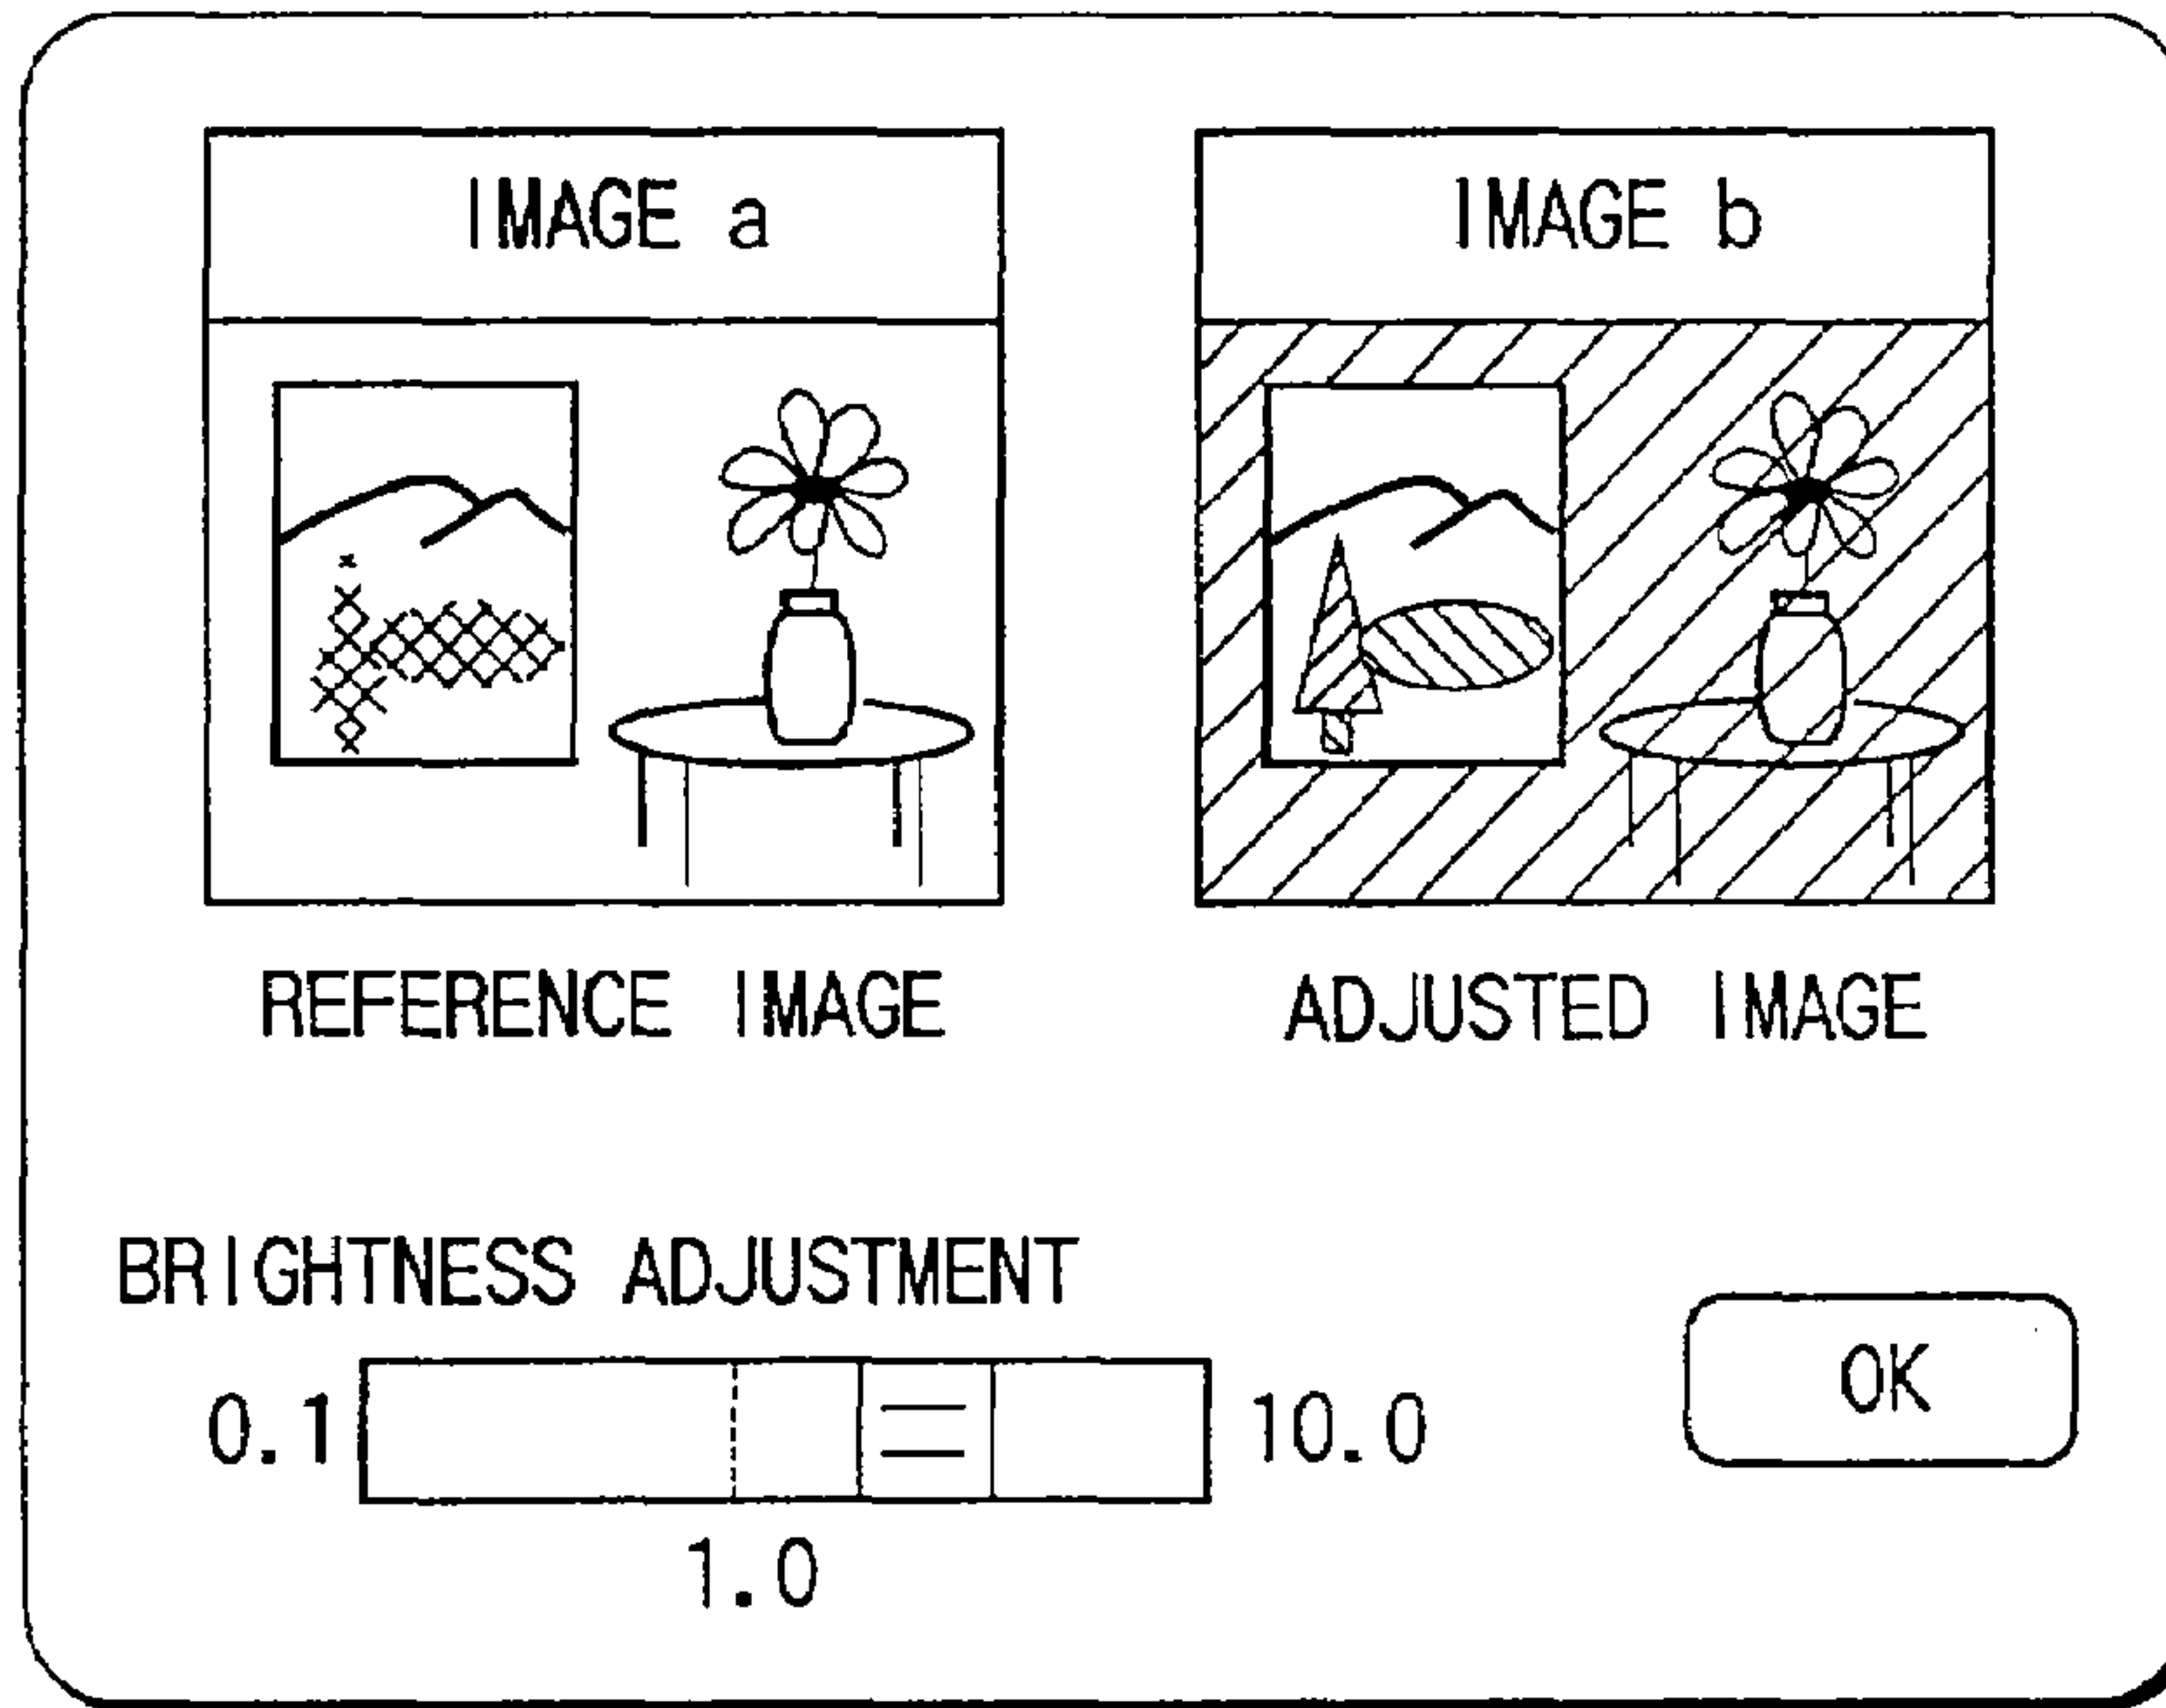 IMAGE a
IMAGE b
REFERENCE IMAGE
ADJUSTED IMAGE
BRIGHTNESS ADJUSTMENT
0.1
10.0
OK
1.0